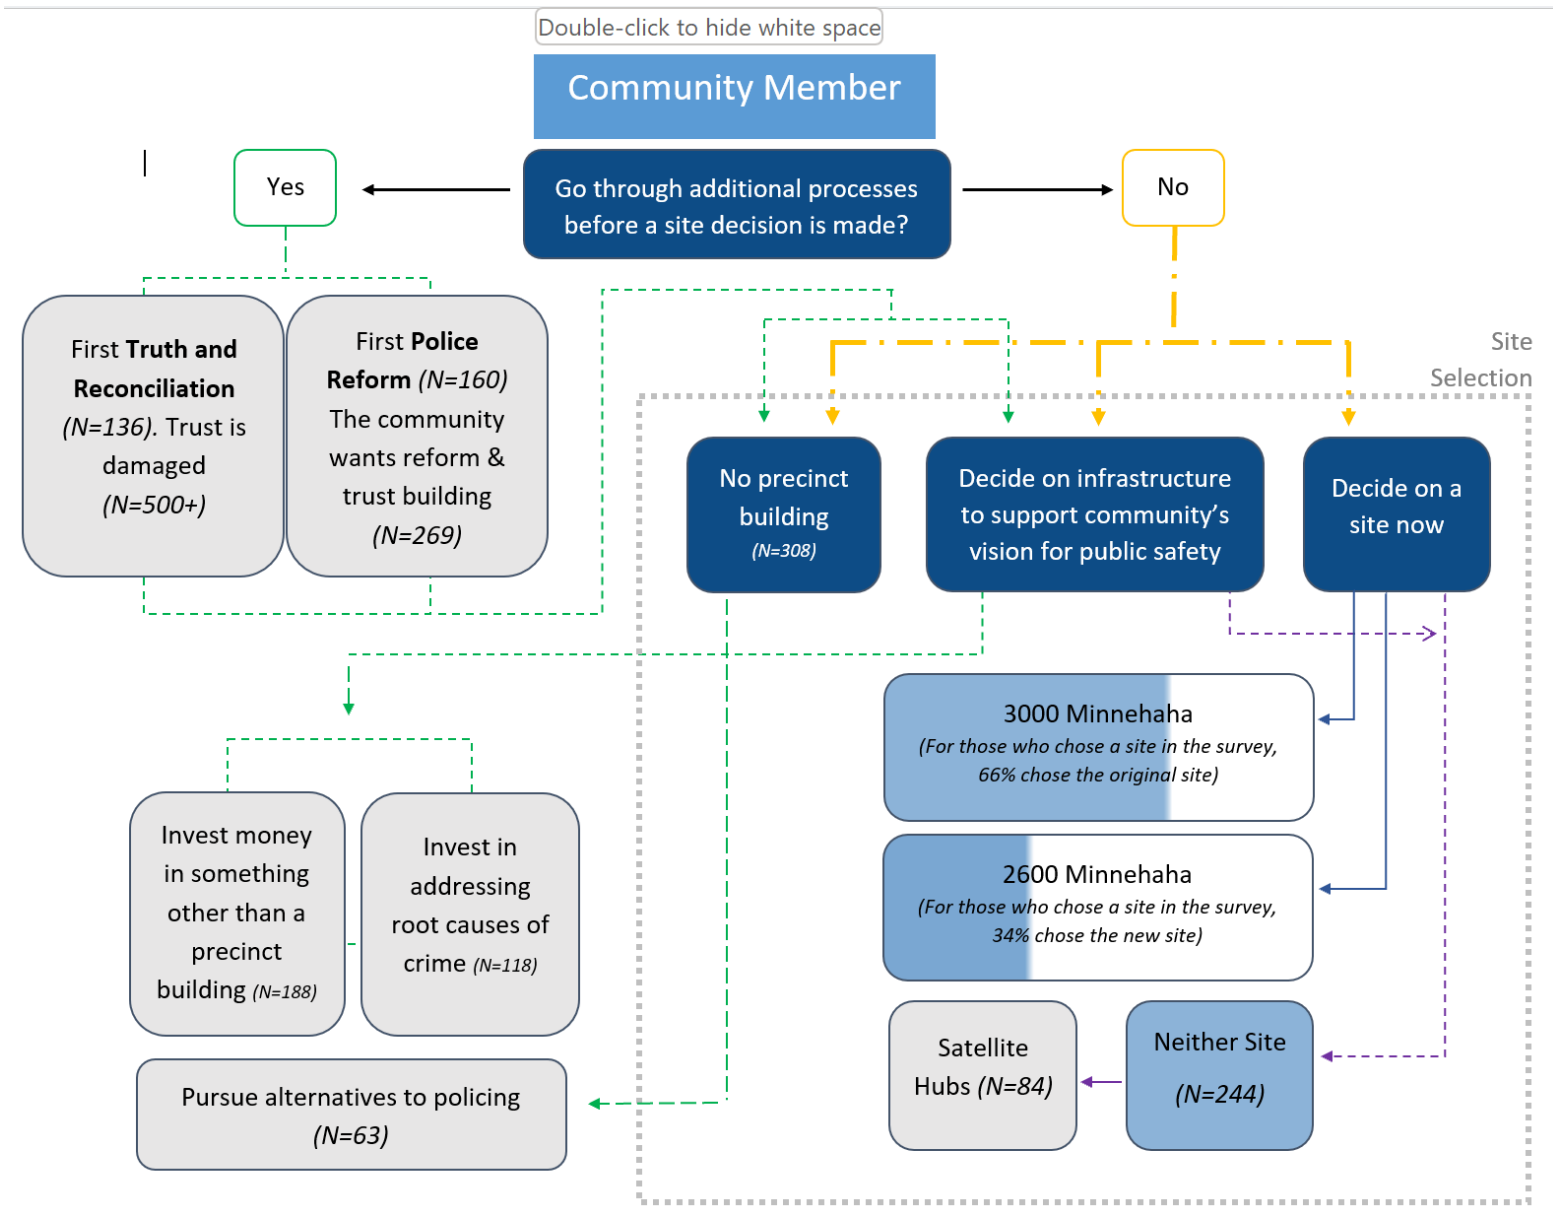 Double-click to hide white space
Community Member
Yes
Go through additional processes
before a site decision is made?
No
First Truth and
Reconciliation
(N=136). Trust is
damaged
(N=500+)
First Police
Reform (N=160)
The community
wants reform &
trust building
(N=269)
Site
Selection
No precinct
building
(N=308)
Decide on infrastructure
to support community’s
vision for public safety
Decide on a
site now
3000 Minnehaha
(For those who chose a site in the survey,
66% chose the original site)
2600 Minnehaha
(For those who chose a site in the survey,
34% chose the new site)
Invest money
in something
other than a
precinct
building (N=188)
Invest in
addressing
root causes of
crime (N=118)
Satellite
Hubs (N=84)
Neither Site
(N=244)
Pursue alternatives to policing
(N=63)